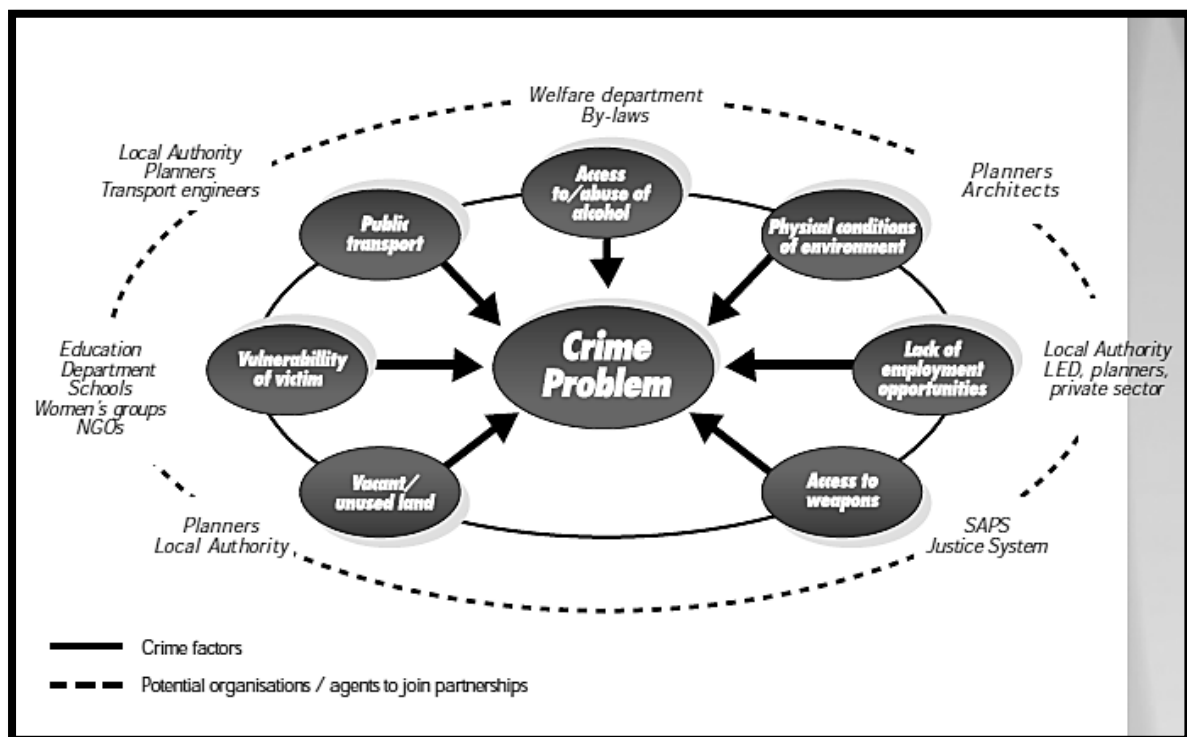 Welfare department
By-laws
Local Authority
Planners
Transport engineers
Planners
Architects
Access
to/abuse of
alcohol
Public
transport
Physical conditions
of environment
Crime
Problem
Education
Department
Schools
Women's groups
NGOs
Vulnerabillity
of victim
Lack of
employment
opportunities
Local Authority
LED, planners,
private sector
Vacant/
unused land
Access to
weapons
Planners
Local Authority
SAPS
Justice System
Crime factors
Potential organisations / agents to join partnerships